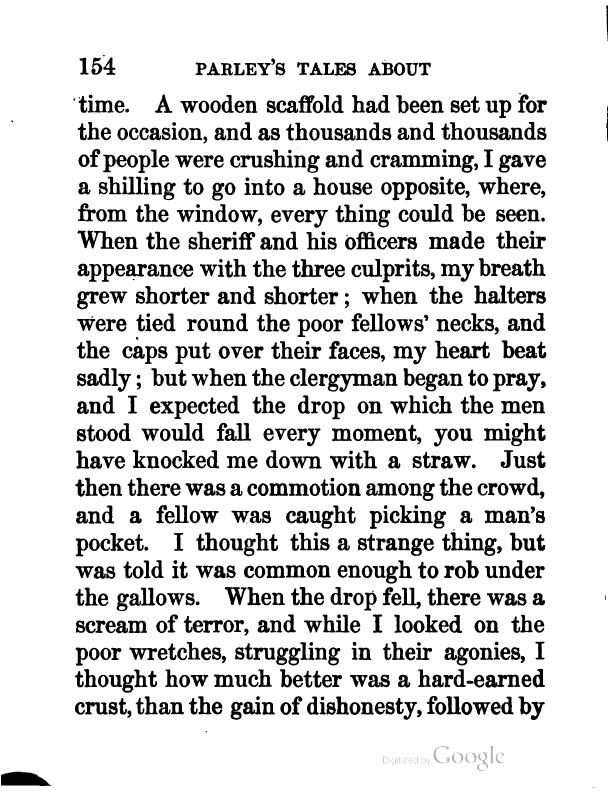 154 PARLEY'S TALES ABOUT
time. A wooden scaffold had been set up for
the occasion, and as thousands and thousands
of people were crushing and cramming, I gave
a shilling to go into a house opposite, where,
from the window, every thing could be seen.
When the sheriff and his officers made their
appearance with the three culprits, my breath
grew shorter and shorter; when the halters
were tied round the poor fellows' necks, and
the caps put over their faces, my heart beat
sadly; but when the clergyman began to pray,
and I expected the drop on which the men
stood would fall every moment, you might
have knocked me down with a straw. Just
then there was a commotion among the crowd,
and a fellow was caught picking a man's
pocket. I thought this a strange thing, but
was told it was common enough to rob under
the gallows. When the drop fell, there was a
scream of terror, and while I looked on the
poor wretches, struggling in their agonies, I
thought how much better was a hard-earned
crust, than the gain of dishonesty, followed by
Digitized by Google